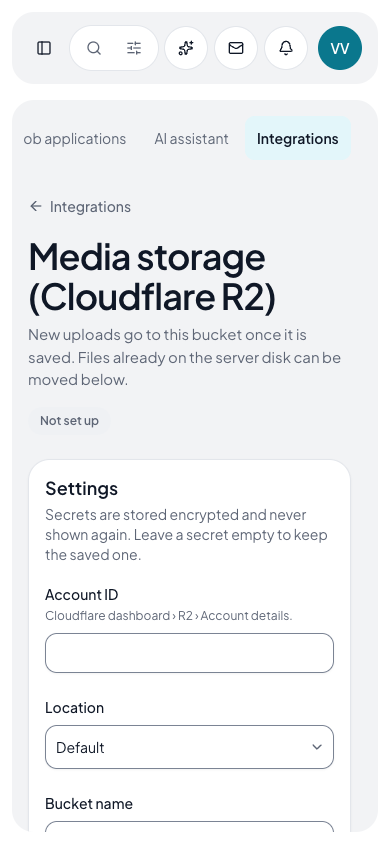 VV
ob applications
AI assistant
Integrations
Integrations
Media storage
(Cloudflare R2)
New uploads go to this bucket once it is
saved. Files already on the server disk can be
moved below.
Not set up
Settings
Secrets are stored encrypted and never
shown again. Leave a secret empty to keep
the saved one.
Account ID
Cloudflare dashboard › R2 › Account details.
Location
Default
Bucket name